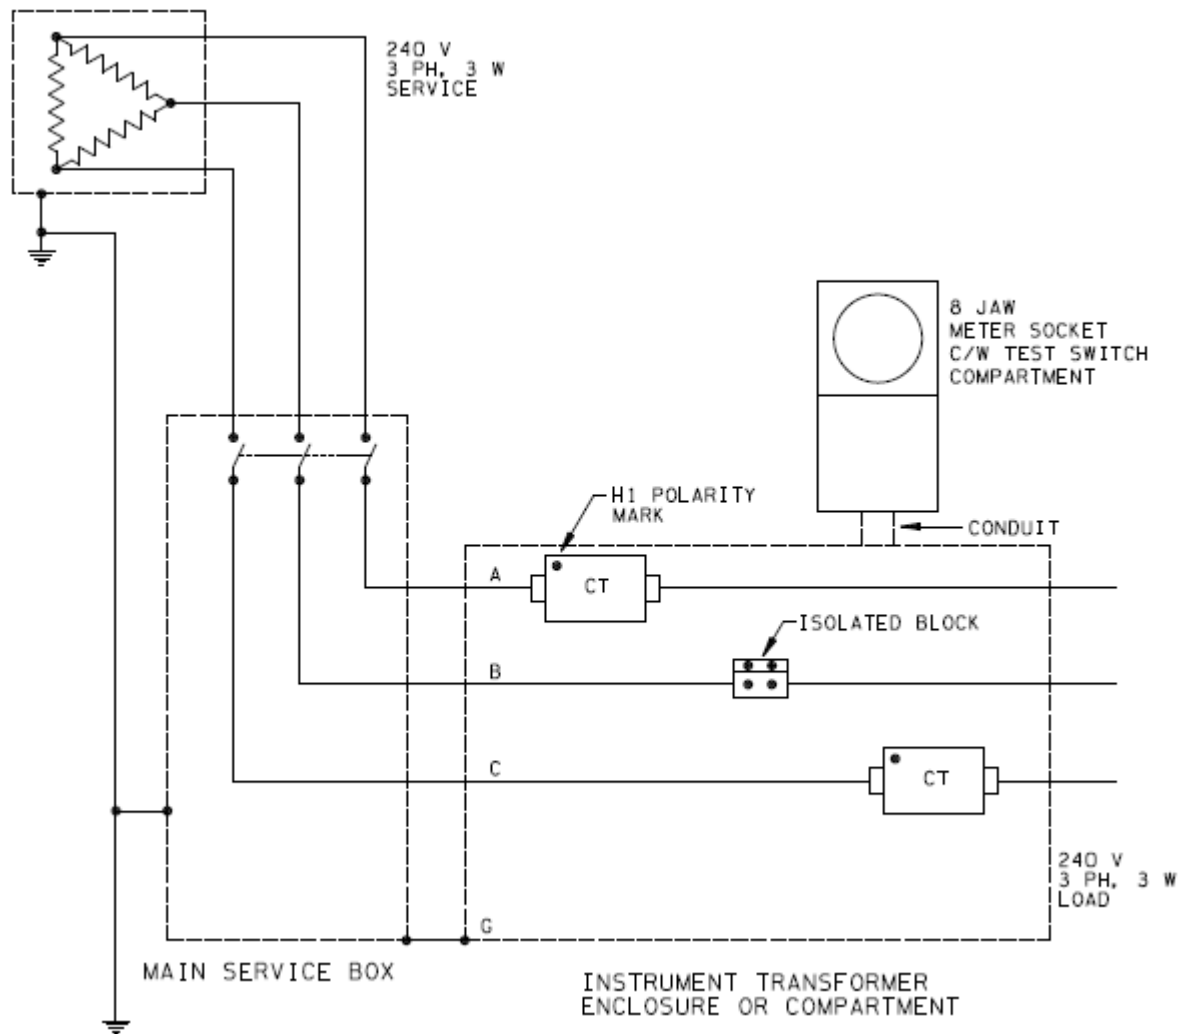 240 V
3 PH, 3 W
SERVICE
8 JAW
METER SOCKET
C/W TEST SWITCH
COMPARTMENT
H1 POLARITY
MARK
CONDUIT
A
CT
ISOLATED BLOCK
B
C
CT
240 V
3 PH, 3 W
LOAD
G
MAIN SERVICE BOX
INSTRUMENT TRANSFORMER
ENCLOSURE OR COMPARTMENT